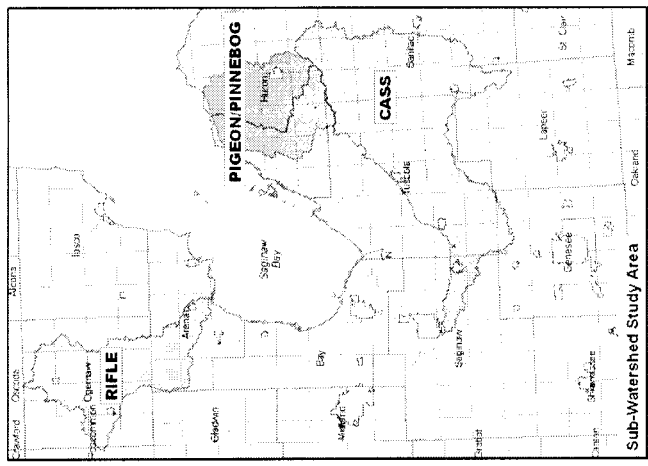 Crawford
Oscoda
Alcona
Roscommon
Ogemaw
Iosco
RIFLE
Arenac
Gladwin
Saginaw
Bay
PIGEON/PINNEBOG
Huron
Bay
Midland
CASS
Tuscola
Sanilac
Gratiot
Saginaw
Lapeer
St Clair
Genesee
Shiawassee
Oakland
Macomb
Sub-Watershed Study Area